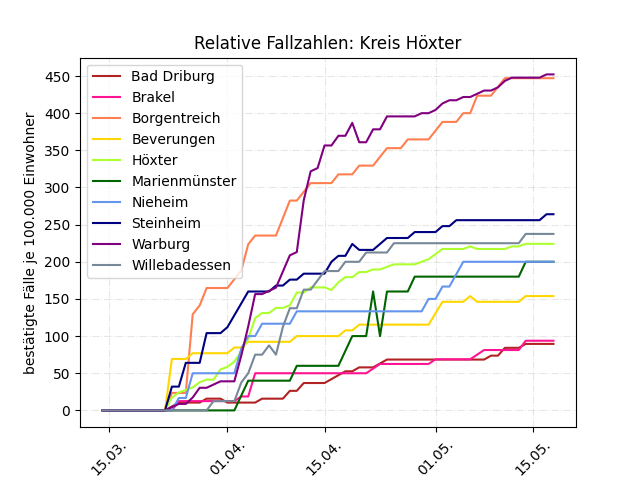 Relative Fallzahlen: Kreis Höxter
bestätigte Fälle je 100.000 Einwohner
450
400
350
300
250
200
150
100
50
0
Bad Driburg
Brakel
Borgentreich
Beverungen
Höxter
Marienmünster
Nieheim
Steinheim
Warburg
Willebadessen
15.03.
01.04.
15.04.
01.05.
15.05.